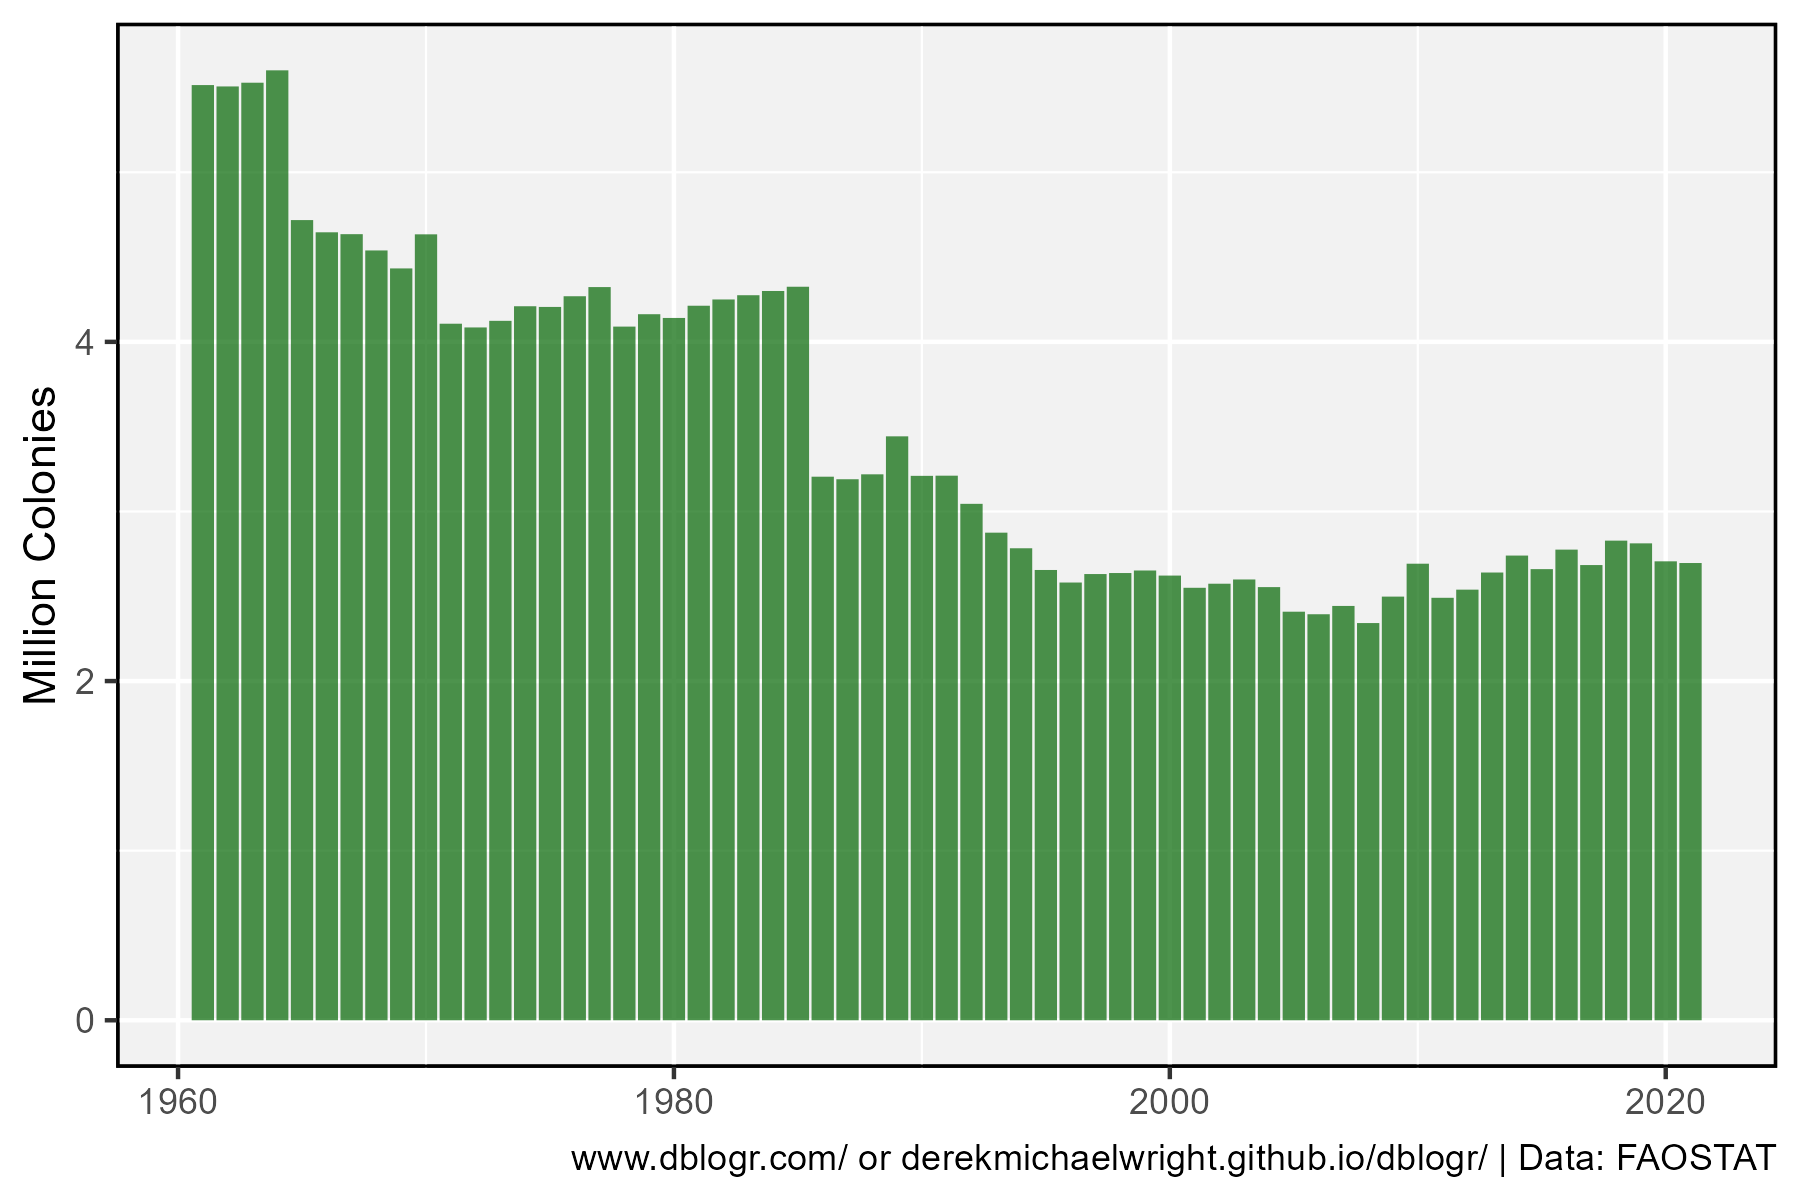 Million Colonies
4
2
0
1960 1980 2000 2020
www.dblogr.com/ or derekmichaelwright.github.io/dblogr/ | Data: FAOSTAT